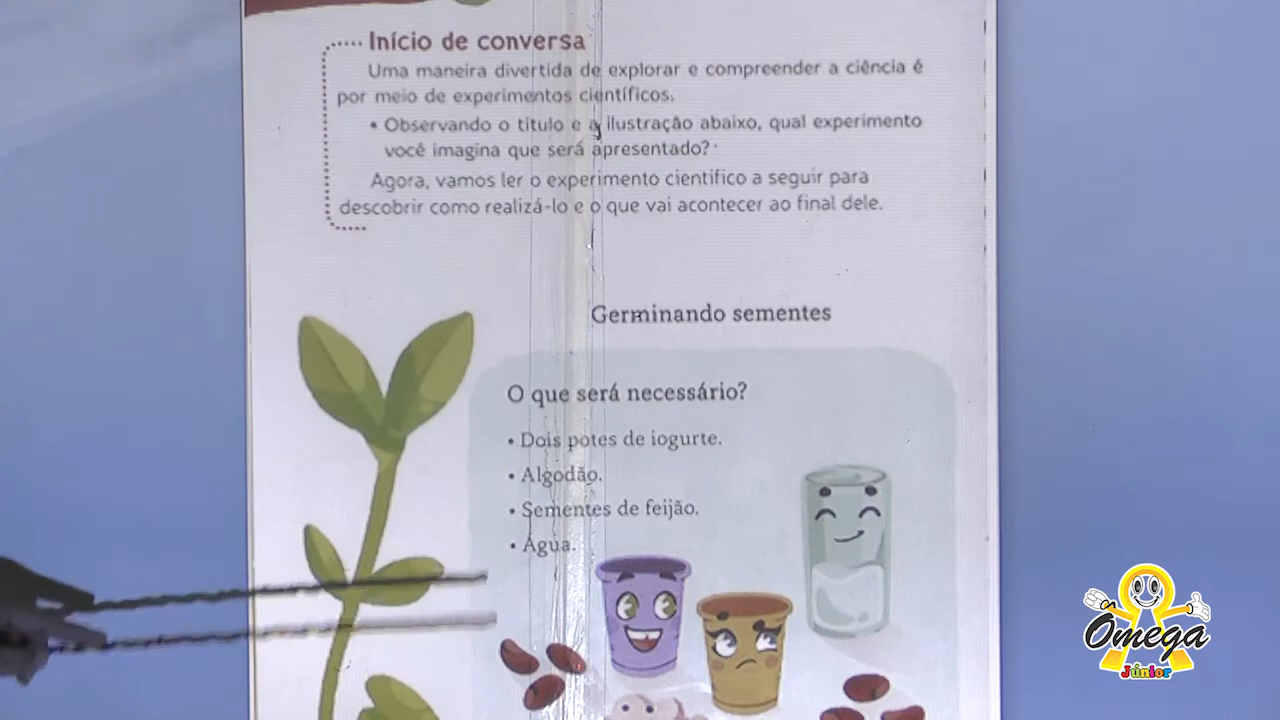 Início de conversa
Uma maneira divertida de explorar e compreender a ciência é
por meio de experimentos científicos.
• Observando o título e a ilustração abaixo, qual experimento
você imagina que será apresentado?
Agora, vamos ler o experimento científico a seguir para
descobrir como realizá-lo e o que vai acontecer ao final dele.
Germinando sementes
O que será necessário?
• Dois potes de iogurte.
• Algodão.
• Sementes de feijão.
• Água.
Ômega
Júnior